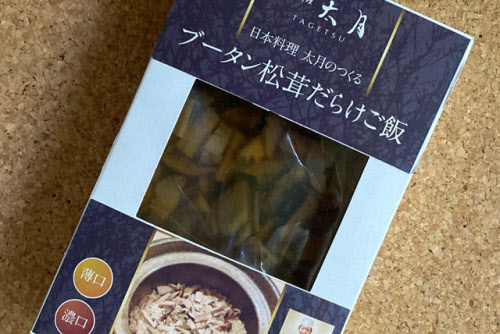 太月
TAGETSU
日本料理 太月のつくる
ブータン松茸だらけご飯
薄口
濃口